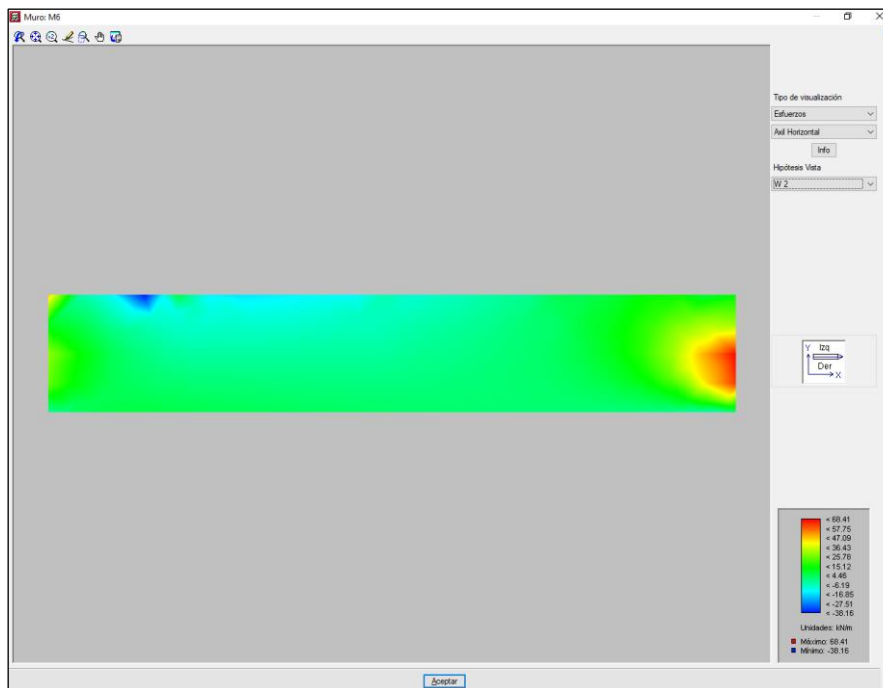 Muro: M6
Tipo de visualización
Esfuerzos
Axil Horizontal
Info
Hipótesis Vista
W 2
Y
Izq
Der
X
< 68.41
< 57.75
< 47.09
< 36.43
< 25.78
< 15.12
< 4.46
< -6.19
< -16.85
< -27.51
< -38.16
Unidades: kN/m
Máximo: 68.41
Mínimo: -38.16
Aceptar